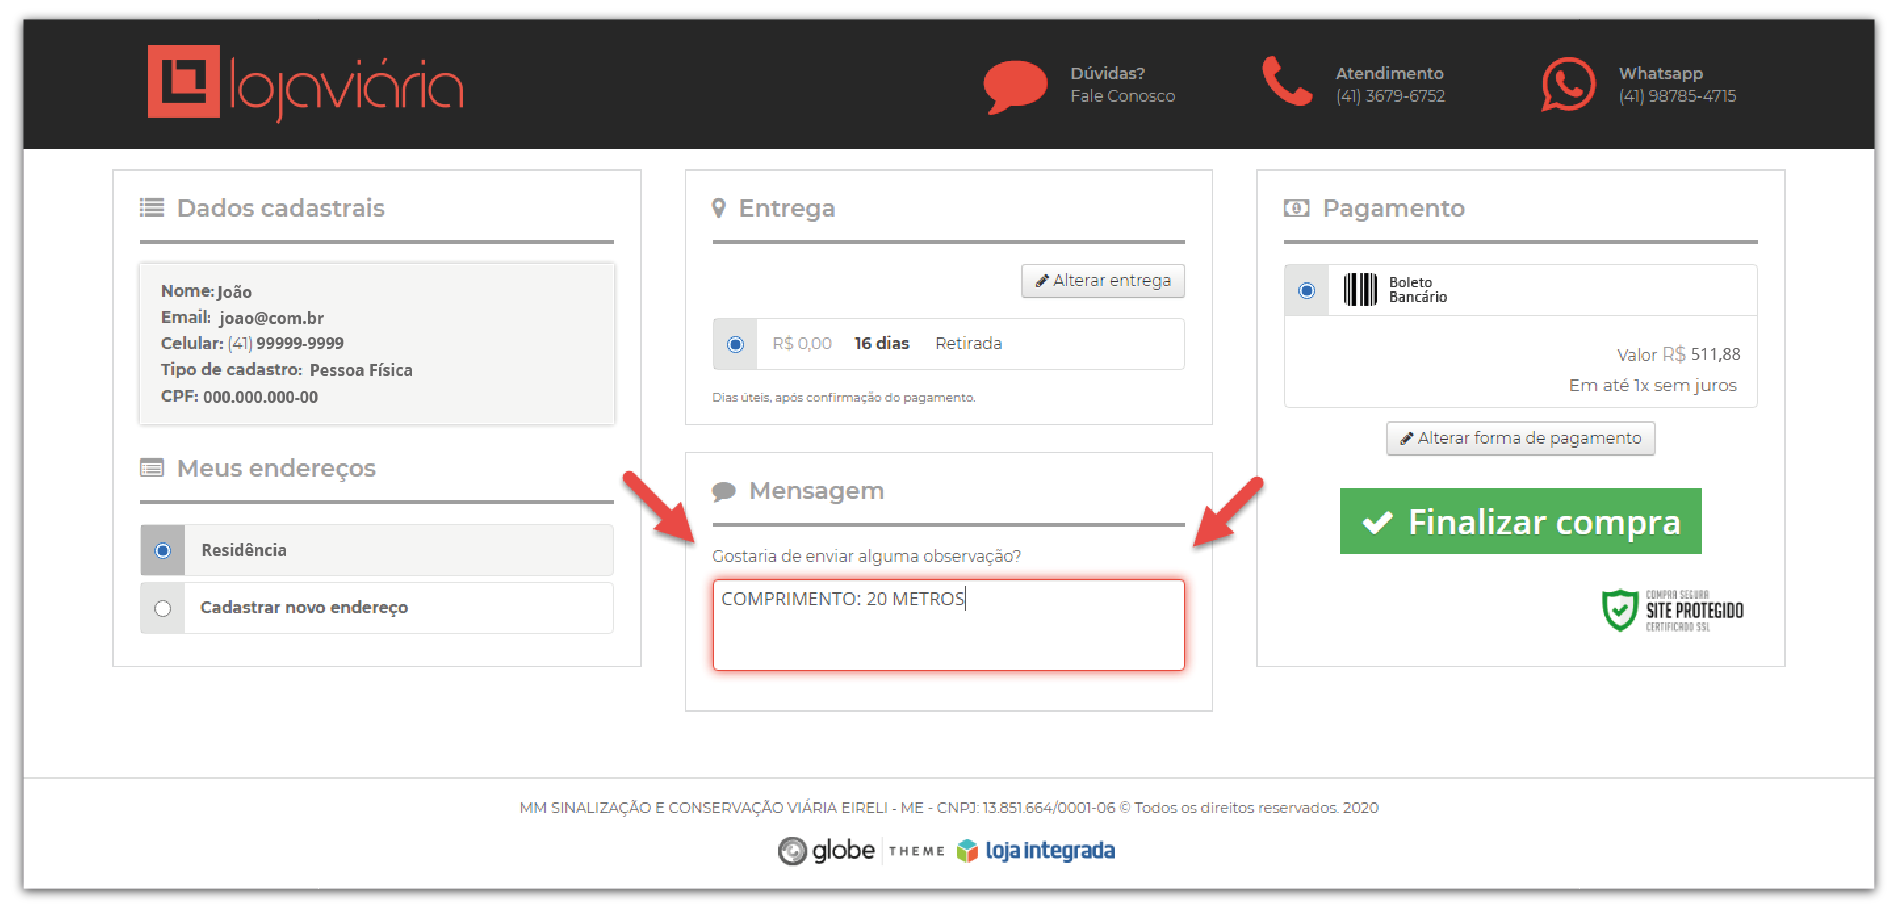 lojaviária
Dúvidas?
Fale Conosco
Atendimento
(41) 3679-6752
Whatsapp
(41) 98785-4715
Dados cadastrais
Nome: João
Email: joao@com.br
Celular: (41) 99999-9999
Tipo de cadastro: Pessoa Física
CPF: 000.000.000-00
Meus endereços
Residência
Cadastrar novo endereço
Entrega
Alterar entrega
R$ 0,00 16 dias Retirada
Dias úteis, após confirmação do pagamento.
Mensagem
Gostaria de enviar alguma observação?
COMPRIMENTO: 20 METROS
Pagamento
Boleto
Bancário
Valor R$ 511,88
Em até 1x sem juros
Alterar forma de pagamento
Finalizar compra
COMPRA SEGURA
SITE PROTEGIDO
CERTIFICADO SSL
MM SINALIZAÇÃO E CONSERVAÇÃO VIÁRIA EIRELI - ME - CNPJ: 13.851.664/0001-06 © Todos os direitos reservados. 2020
globe THEME loja integrada